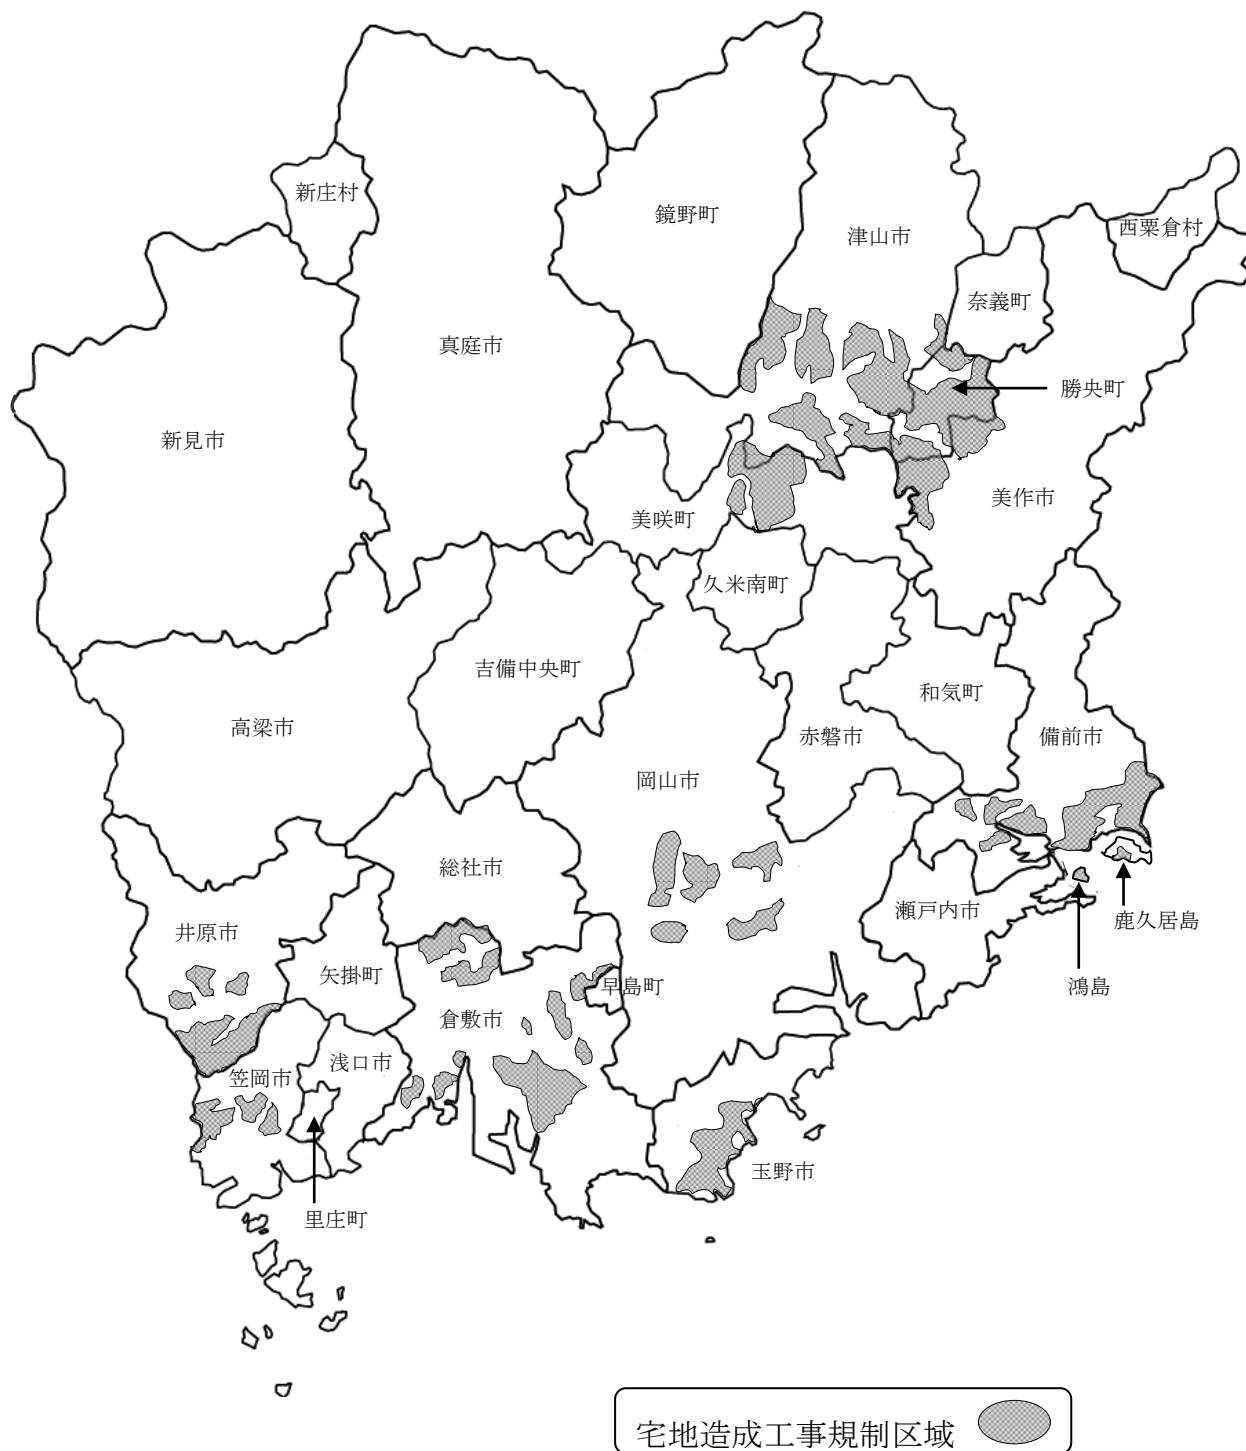 新庄村
鏡野町
津山市
西粟倉村
奈義町
真庭市
勝央町
新見市
美作市
美咲町
久米南町
吉備中央町
和気町
高梁市
赤磐市
備前市
岡山市
総社市
瀬戸内市
鹿久居島
井原市
矢掛町
早島町
鴻島
倉敷市
浅口市
笠岡市
玉野市
里庄町
宅地造成工事規制区域